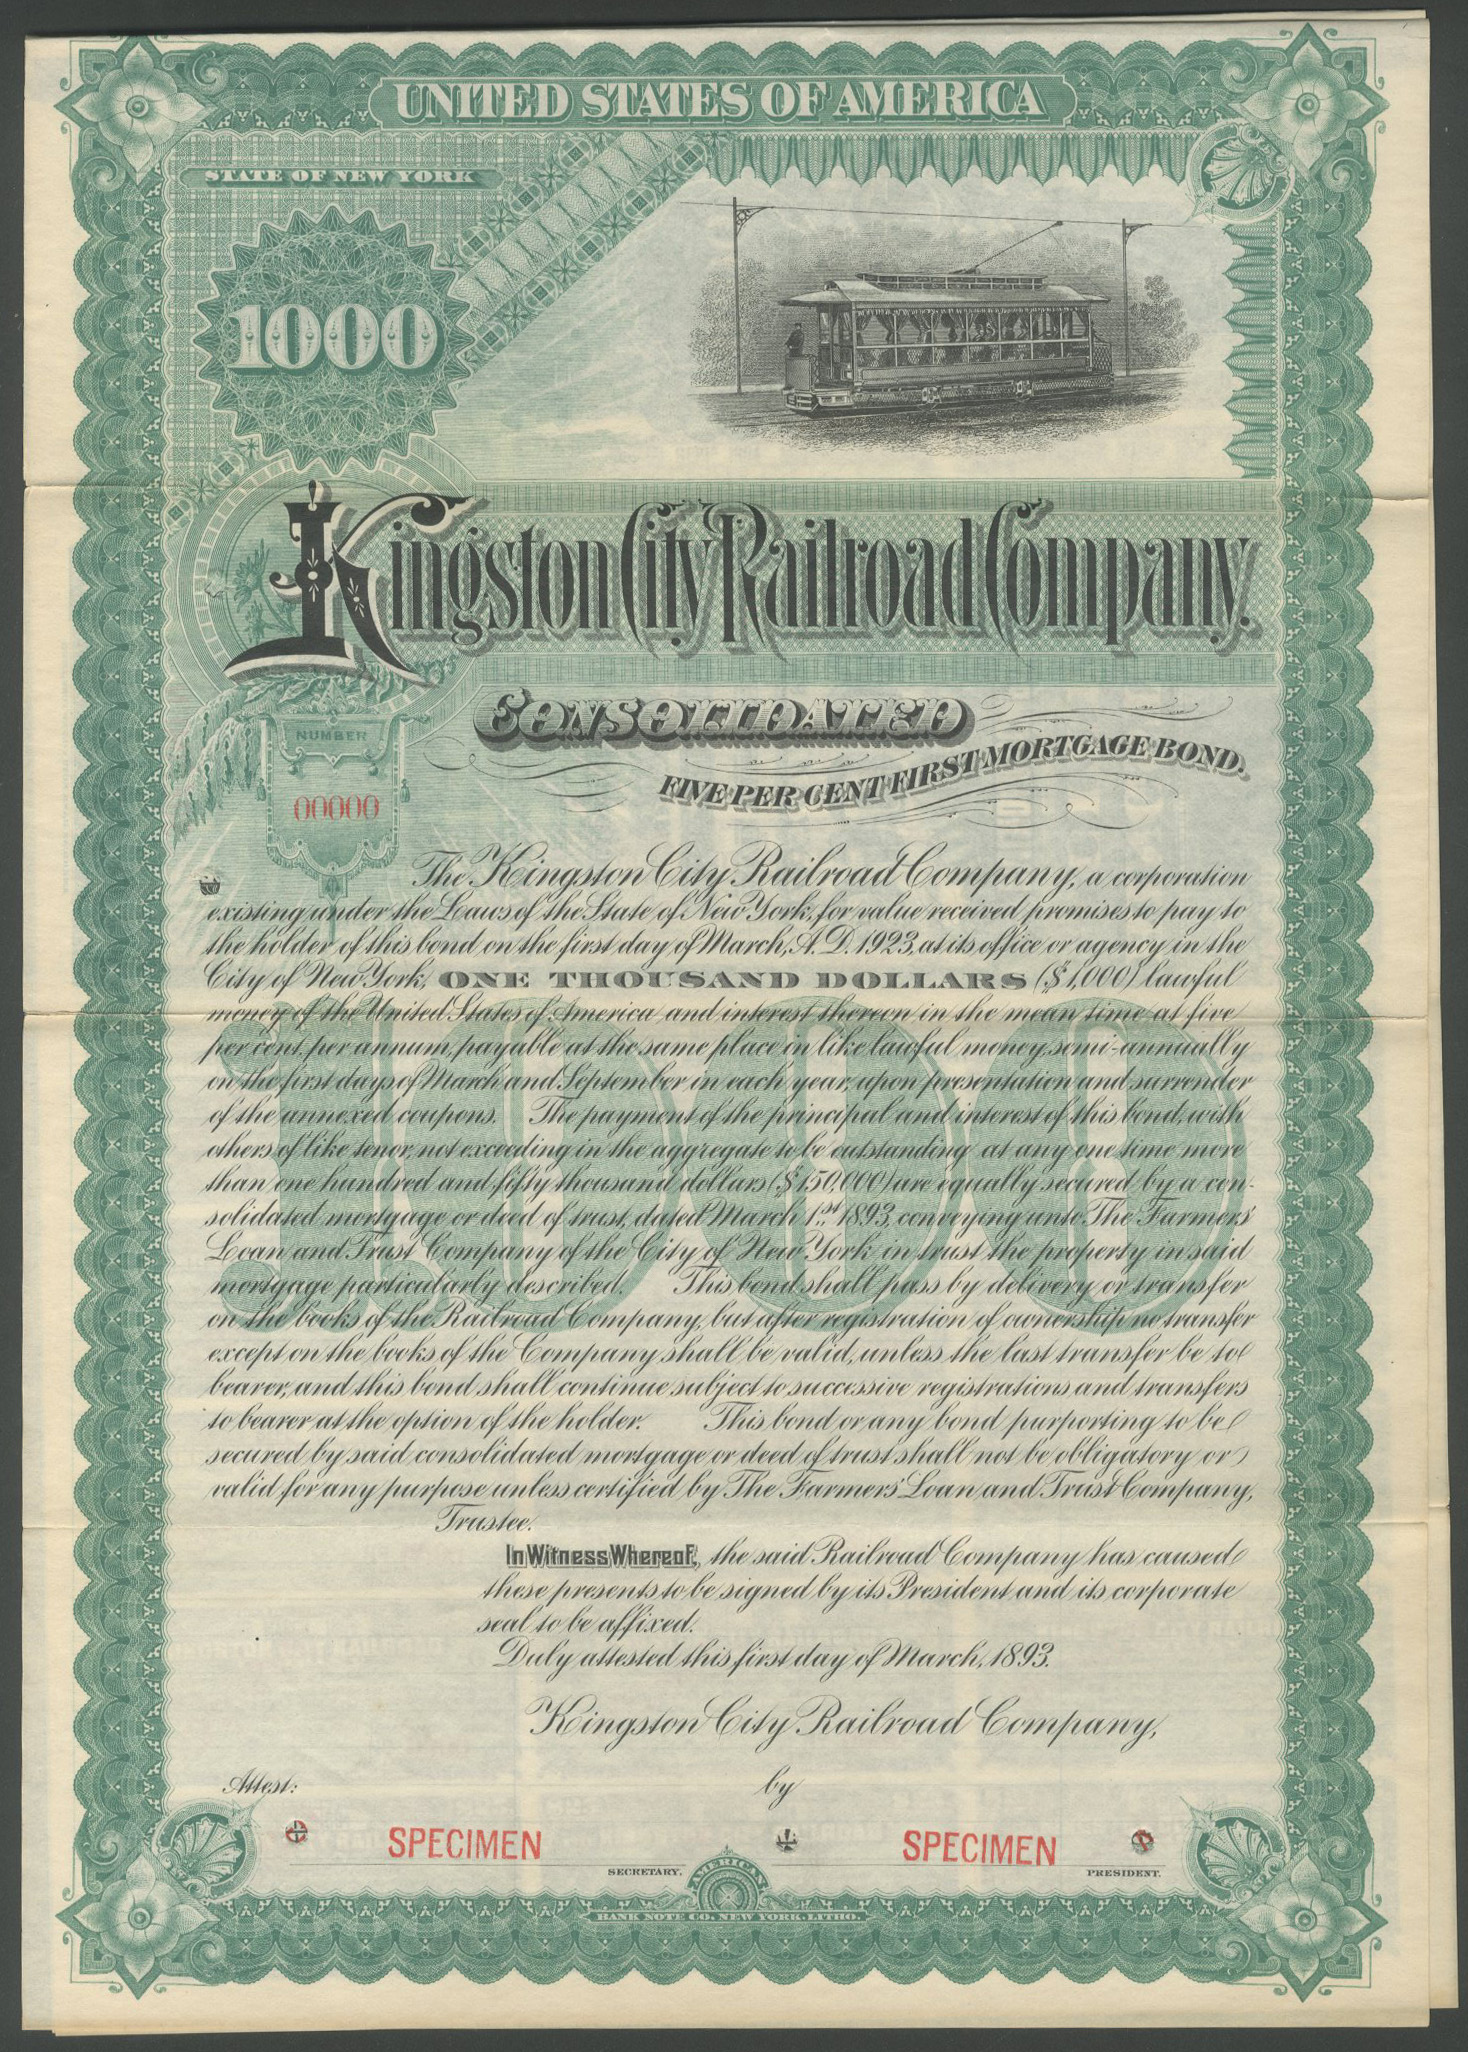 UNITED STATES OF AMERICA
STATE OF NEW YORK
1000
Kingston City Railroad Company.
CONSOLIDATED
FIVE PER CENT FIRST MORTGAGE BOND.
NUMBER
00000
The Kingston City Railroad Company, a corporation
existing under the Laws of the State of New York, for value received promises to pay to
the holder of this bond on the first day of March, A. D. 1923, at its office or agency in the
City of New York, ONE THOUSAND DOLLARS ($1,000) lawful
money of the United States of America and interest thereon in the mean time at five
per cent, per annum, payable at the same place in like lawful money, semi-annually
on the first days of March and September in each year, upon presentation and surrender
of the annexed coupons. The payment of the principal and interest of this bond, with
others of like tenor, not exceeding in the aggregate to be outstanding at any one time more
than one hundred and fifty thousand dollars ($150,000) are equally secured by a con-
solidated mortgage or deed of trust, dated March 1st 1893, conveying unto The Farmers'
Loan and Trust Company of the City of New York in trust the property in said
mortgage particularly described. This bond shall pass by delivery or transfer
on the books of the Railroad Company, but after registration of ownership no transfer
except on the books of the Company shall be valid, unless the last transfer be to
bearer, and this bond shall continue subject to successive registrations and transfers
to bearer at the option of the holder. This bond or any bond purporting to be
secured by said consolidated mortgage or deed of trust shall not be obligatory or
valid for any purpose unless certified by The Farmers' Loan and Trust Company,
Trustee.
In Witness Whereof, the said Railroad Company has caused
these presents to be signed by its President and its corporate
seal to be affixed.
Duly attested this first day of March, 1893.
Kingston City Railroad Company,
Attest: by
SPECIMEN SPECIMEN
SECRETARY. PRESIDENT.
AMERICAN
BANK NOTE CO. NEW YORK. LITHO.